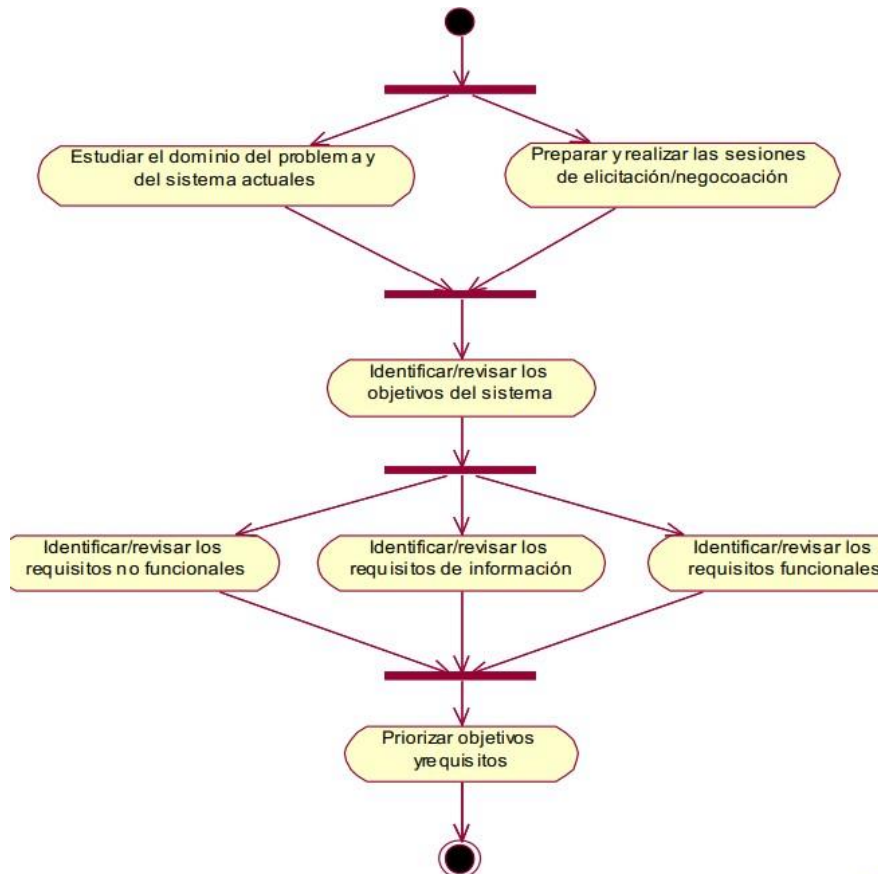 Estudiar el dominio del problema y
del sistema actuales
Preparar y realizar las sesiones
de elicitación/negocoación
Identificar/revisar los
objetivos del sistema
Identificar/revisar los
requisitos no funcionales
Identificar/revisar los
requisitos de información
Identificar/revisar los
requisitos funcionales
Priorizar objetivos
yrequisitos